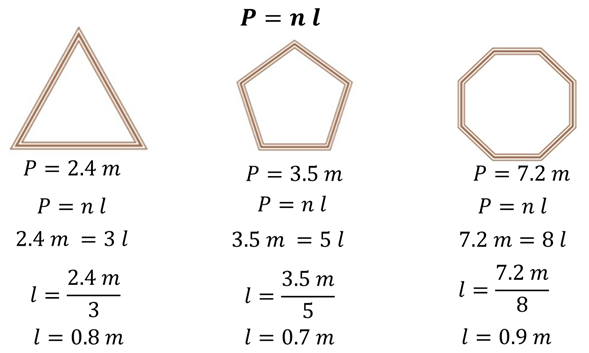 P = n l
P = 2.4 m
P = n l
2.4 m = 3 l
l = 2.4 m / 3
l = 0.8 m
P = 3.5 m
P = n l
3.5 m = 5 l
l = 3.5 m / 5
l = 0.7 m
P = 7.2 m
P = n l
7.2 m = 8 l
l = 7.2 m / 8
l = 0.9 m